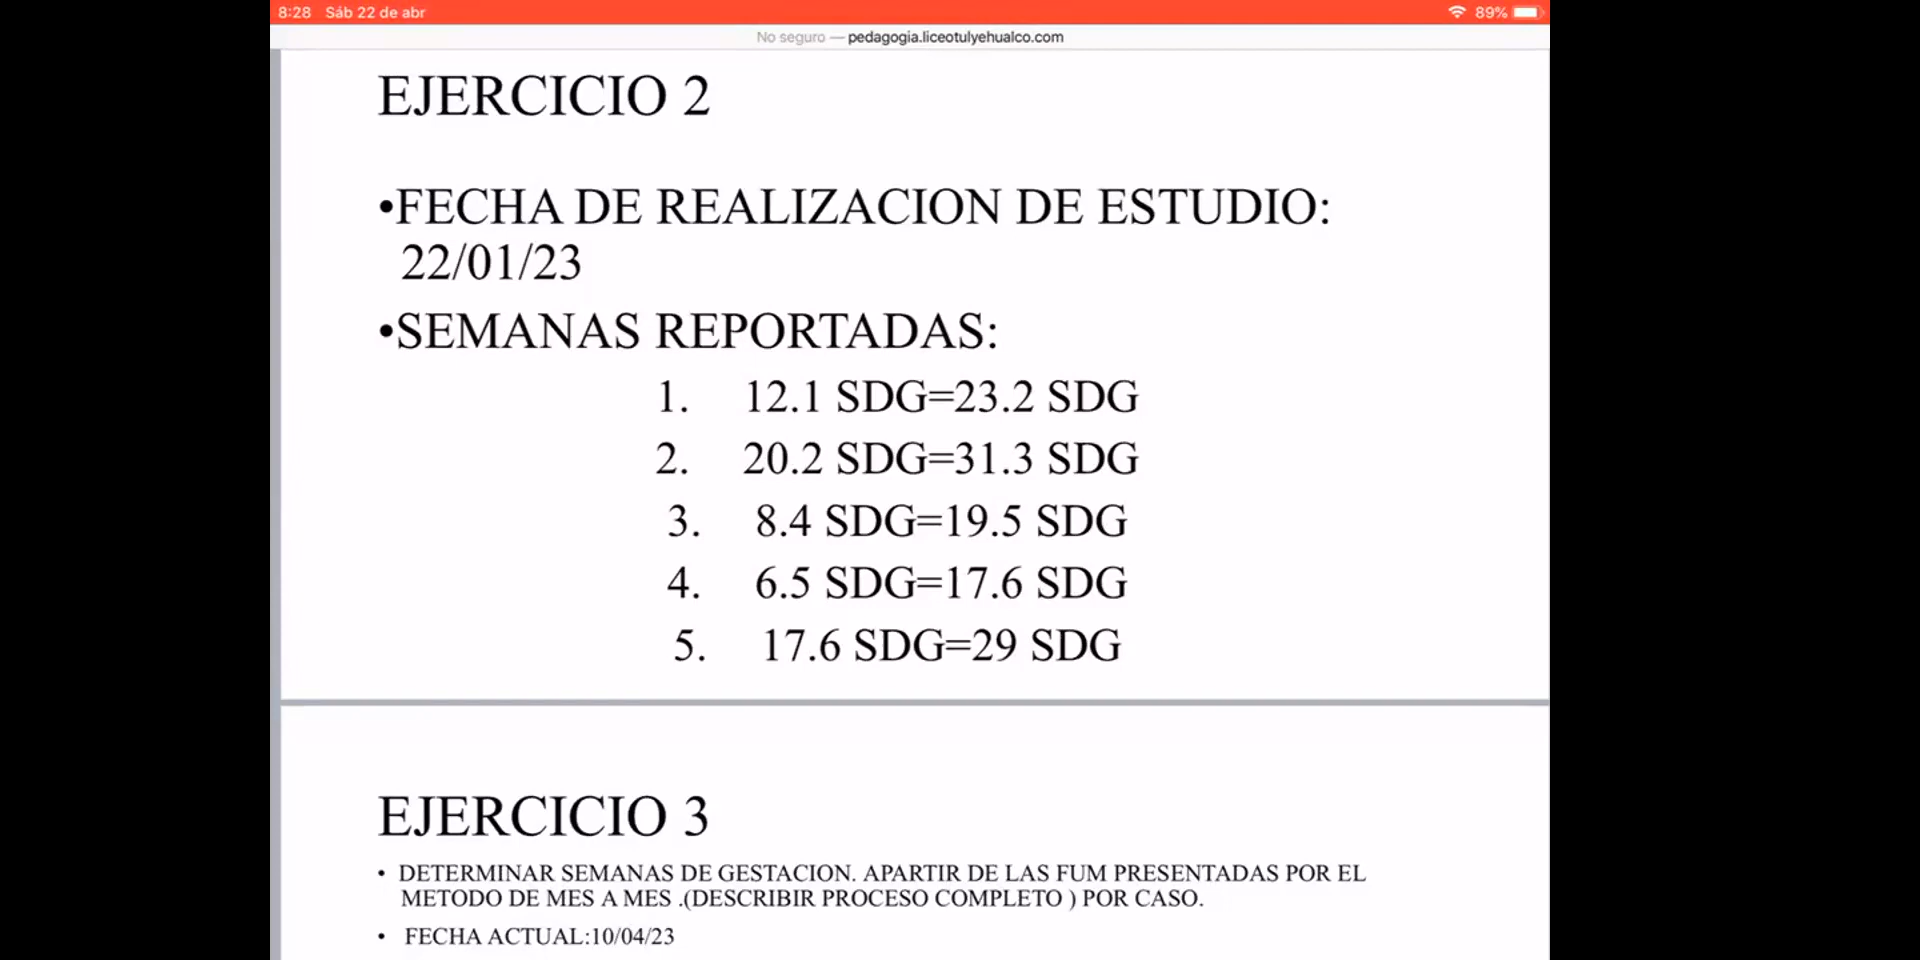 8:28 Sáb 22 de abr 89%
No seguro — pedagogia.liceotulyehualco.com
EJERCICIO 2
•FECHA DE REALIZACION DE ESTUDIO:
22/01/23
•SEMANAS REPORTADAS:
1. 12.1 SDG=23.2 SDG
2. 20.2 SDG=31.3 SDG
3. 8.4 SDG=19.5 SDG
4. 6.5 SDG=17.6 SDG
5. 17.6 SDG=29 SDG
EJERCICIO 3
• DETERMINAR SEMANAS DE GESTACION. APARTIR DE LAS FUM PRESENTADAS POR EL
METODO DE MES A MES .(DESCRIBIR PROCESO COMPLETO ) POR CASO.
• FECHA ACTUAL:10/04/23